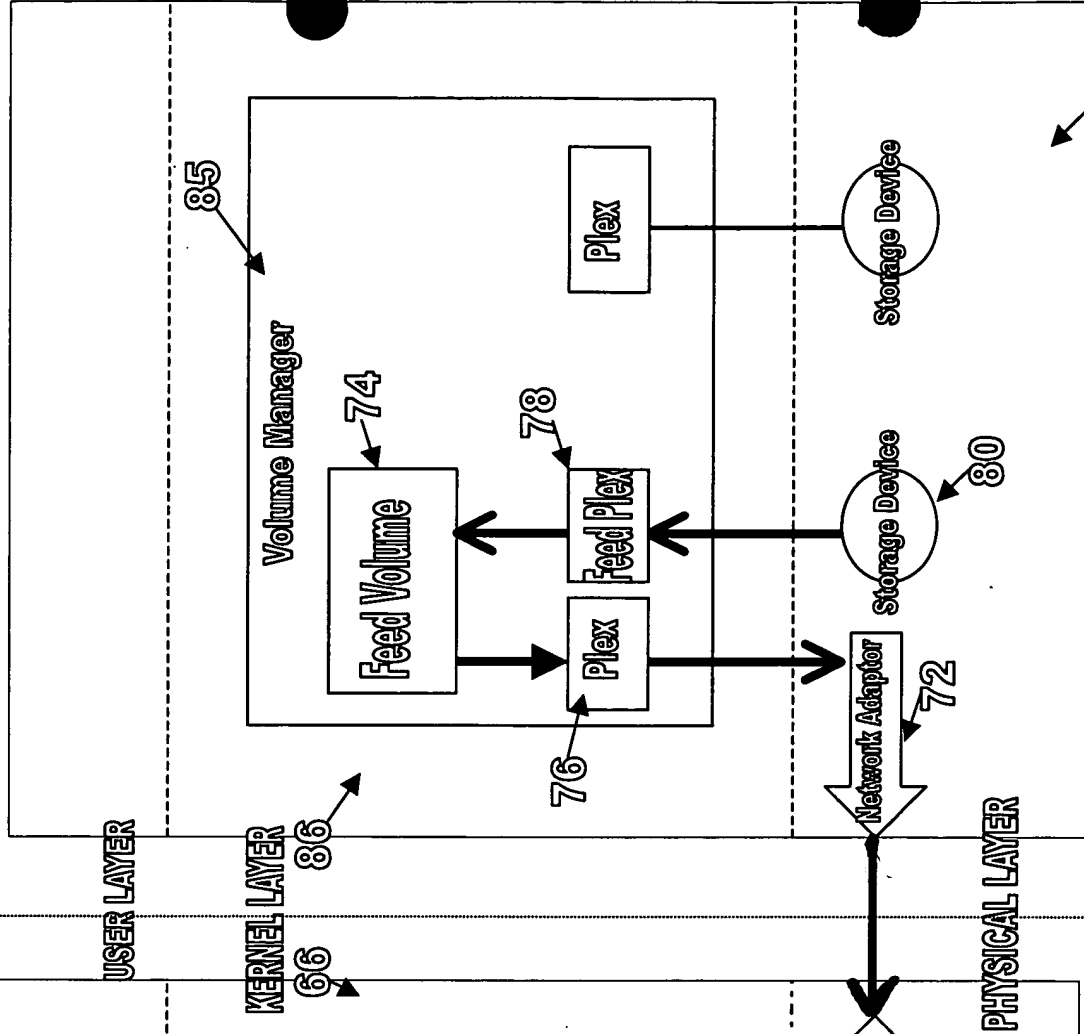 USER LAYER
KERNEL LAYER
66
86
85
Volume Manager
Feed Volume
74
76
Plex
Feed Plex
78
Plex
Network Adaptor
72
Storage Device
80
Storage Device
PHYSICAL LAYER